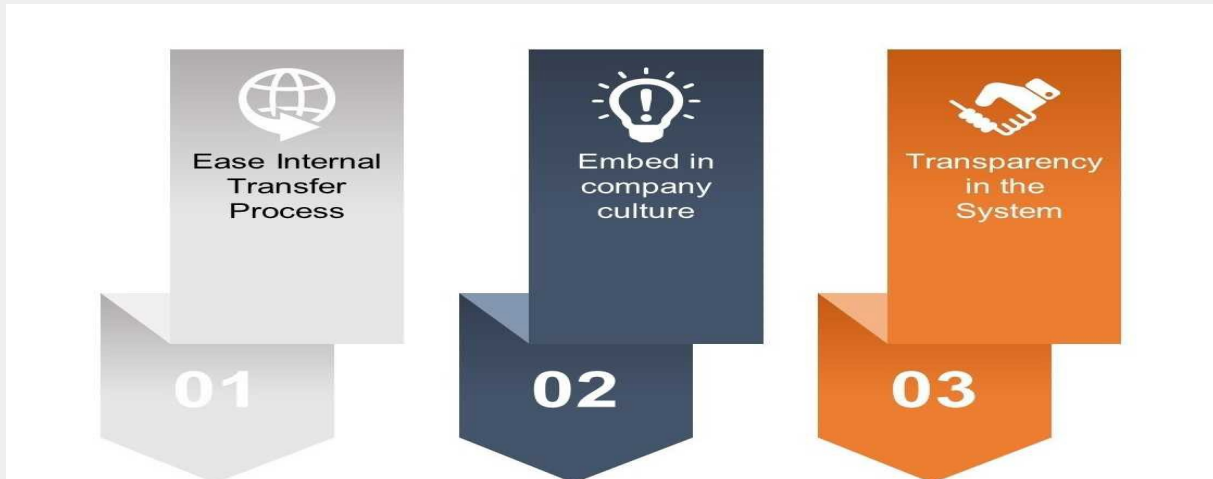 Ease Internal
Transfer
Process
01
Embed in
company
culture
02
Transparency
in the
System
03